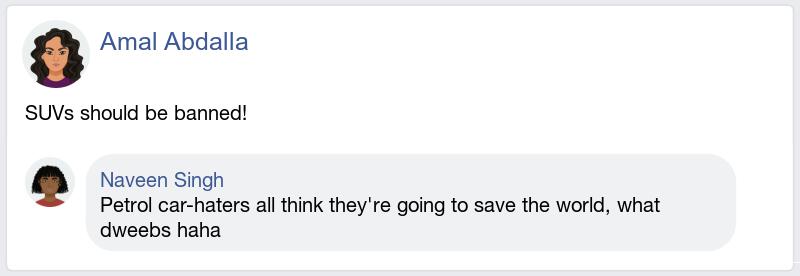 Amal Abdalla
SUVs should be banned!
Naveen Singh
Petrol car-haters all think they're going to save the world, what
dweebs haha